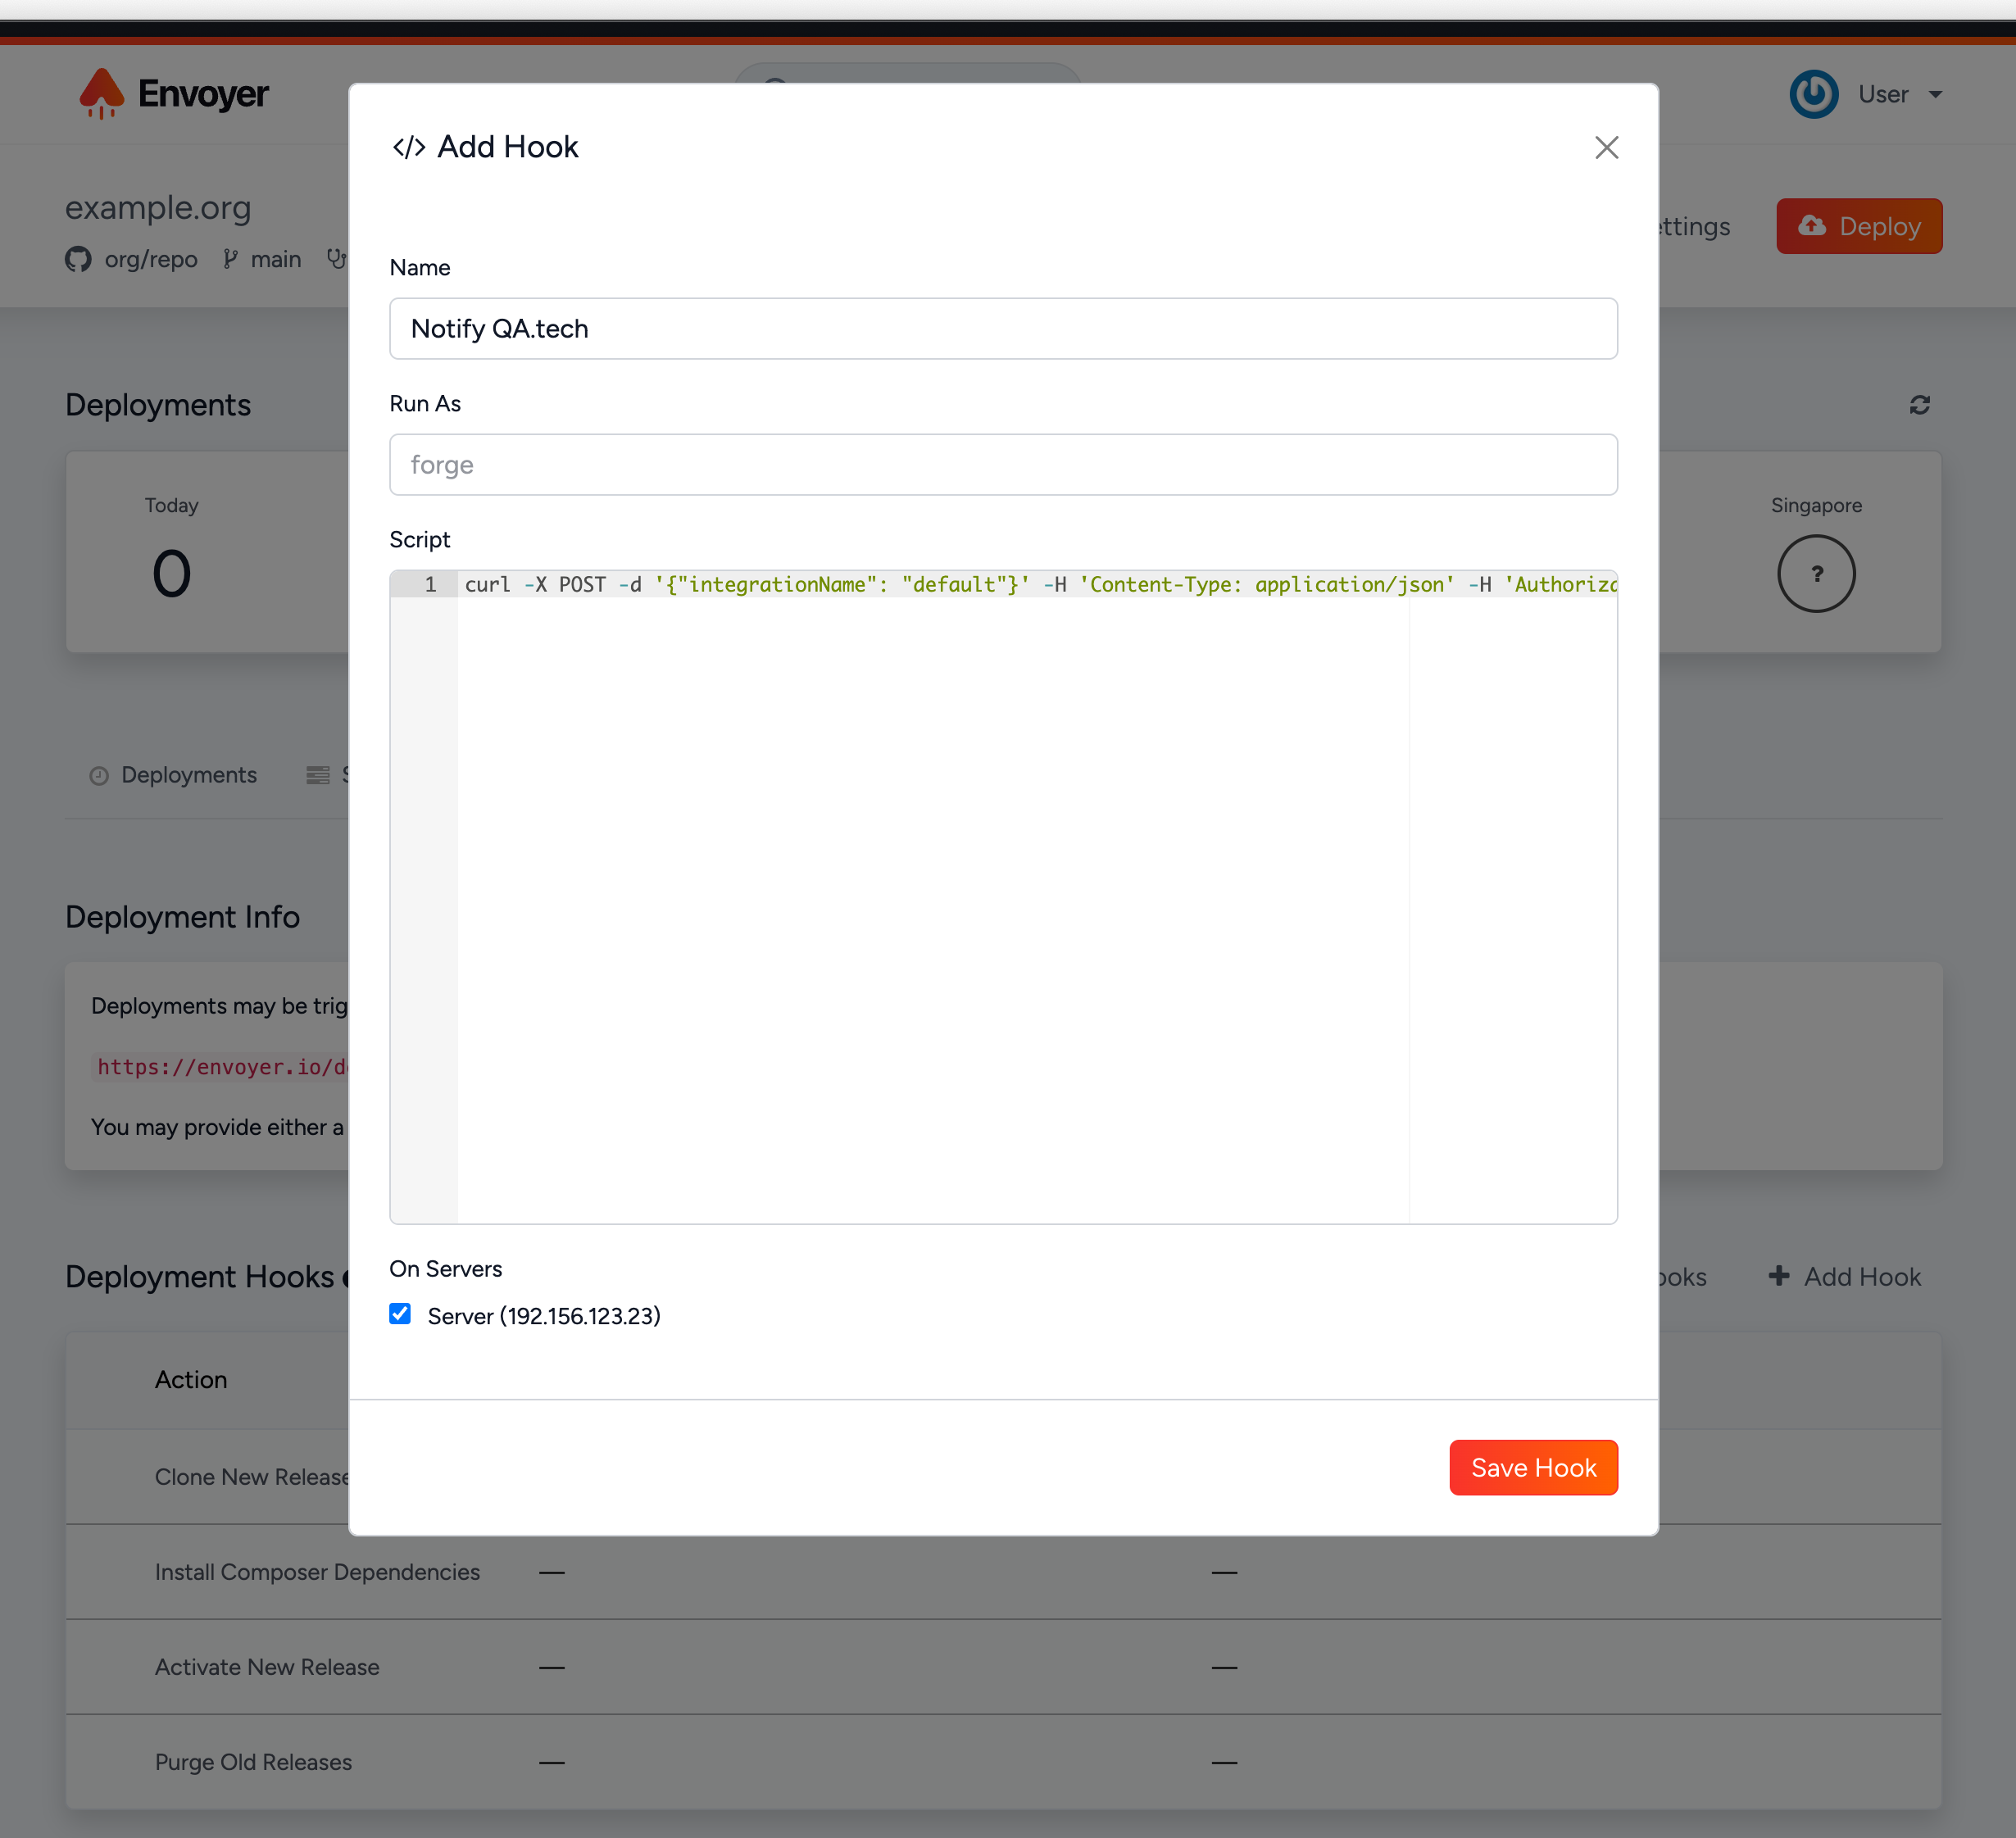 Envoyer
User
</> Add Hook
example.org
org/repo main
ettings
Deploy
Name
Notify QA.tech
Run As
forge
Deployments
Today
0
Singapore
?
Script
1 curl -X POST -d '{"integrationName": "default"}' -H 'Content-Type: application/json' -H 'Authoriza
Deployments
Deployment Info
Deployments may be trig
https://envoyer.io/d
You may provide either a
On Servers
Server (192.156.123.23)
Deployment Hooks
ooks
Add Hook
Action
Save Hook
Clone New Release
Install Composer Dependencies — —
Activate New Release — —
Purge Old Releases — —